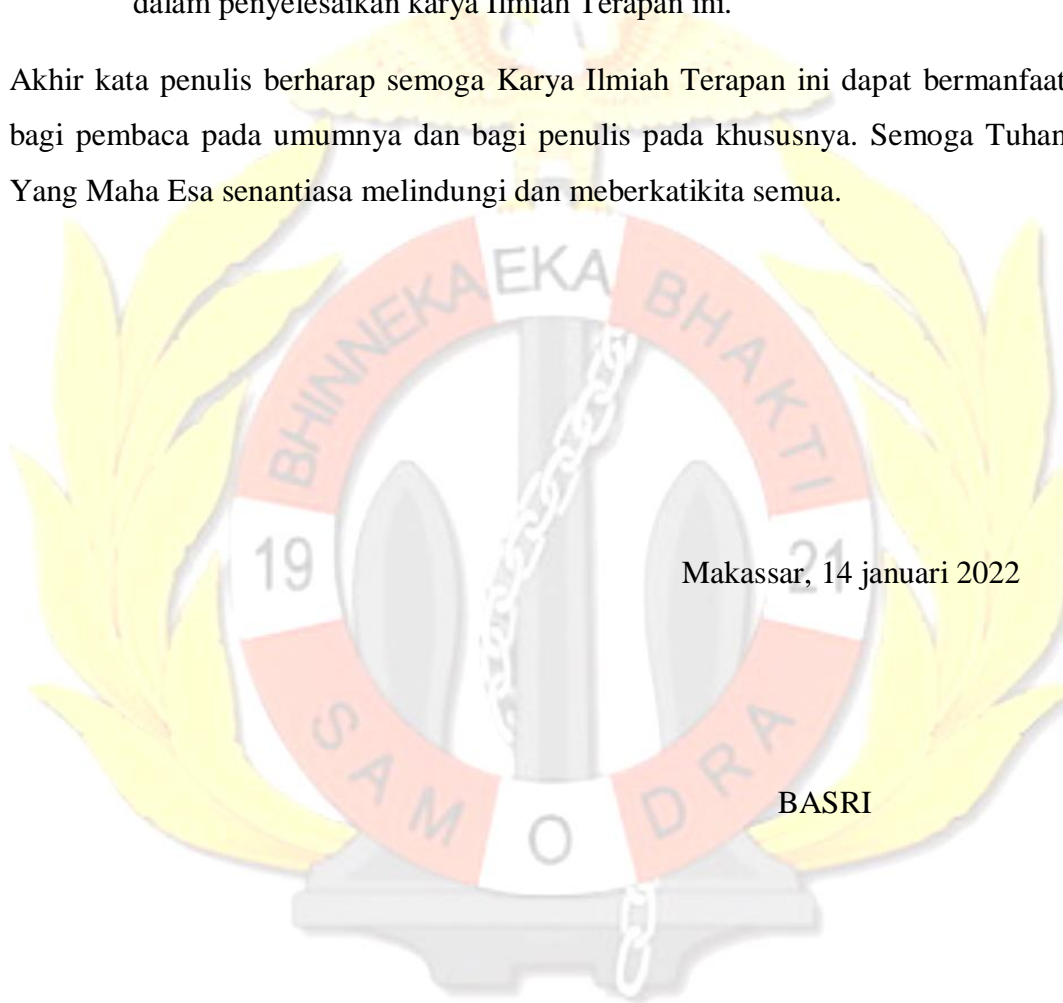 dalam penyelesaikan karya Ilmiah Terapan ini.
Akhir kata penulis berharap semoga Karya Ilmiah Terapan ini dapat bermanfaat
bagi pembaca pada umumnya dan bagi penulis pada khususnya. Semoga Tuhan
Yang Maha Esa senantiasa melindungi dan meberkatikita semua.
BHINNEKA EKA BHAKTI
19 21
Makassar, 14 januari 2022
SAMODRA
BASRI